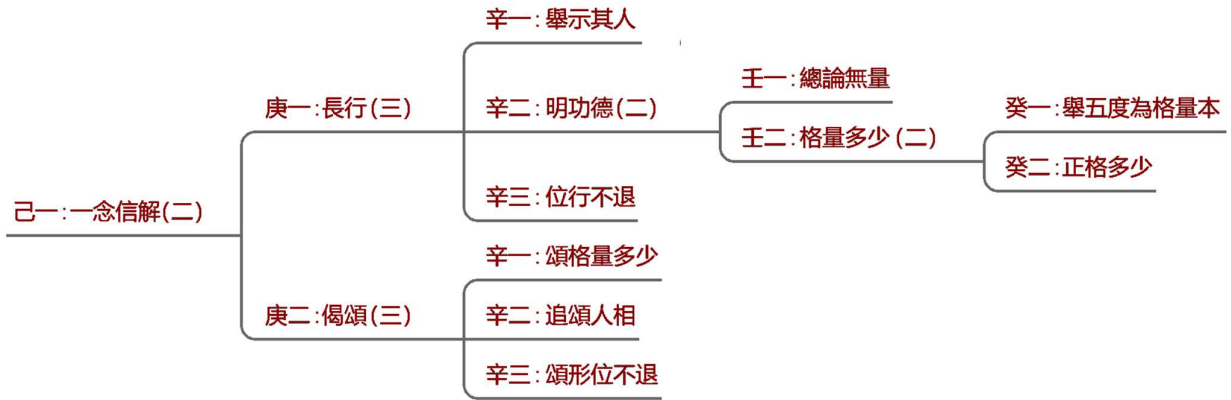 己一:一念信解(二)
庚一:長行(三)
辛一:舉示其人
辛二:明功德(二)
壬一:總論無量
壬二:格量多少(二)
癸一:舉五度為格量本
癸二:正格多少
辛三:位行不退
庚二:偈頌(三)
辛一:頌格量多少
辛二:追頌人相
辛三:頌形位不退